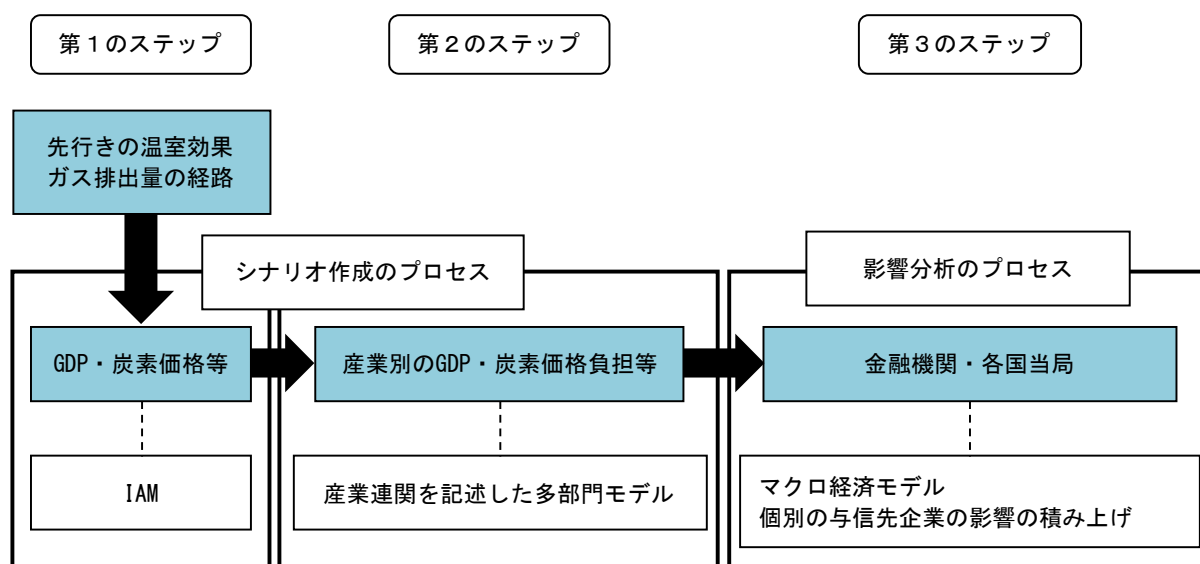 第１のステップ
第２のステップ
第３のステップ
先行きの温室効果
ガス排出量の経路
シナリオ作成のプロセス
影響分析のプロセス
GDP・炭素価格等
産業別のGDP・炭素価格負担等
金融機関・各国当局
IAM
産業連関を記述した多部門モデル
マクロ経済モデル
個別の与信先企業の影響の積み上げ